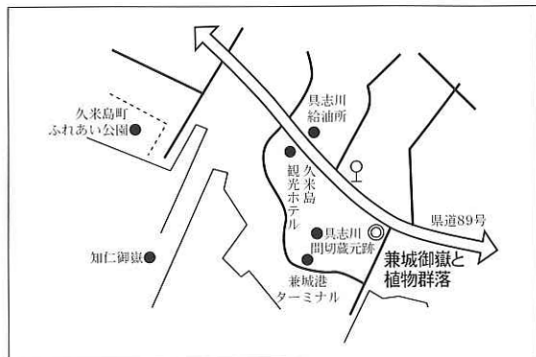 具志川
給油所
久米島町
ふれあい公園
久米島
観光ホテル
県道89号
具志川
間切蔵元跡
知仁御嶽
兼城港
ターミナル
兼城御嶽と
植物群落